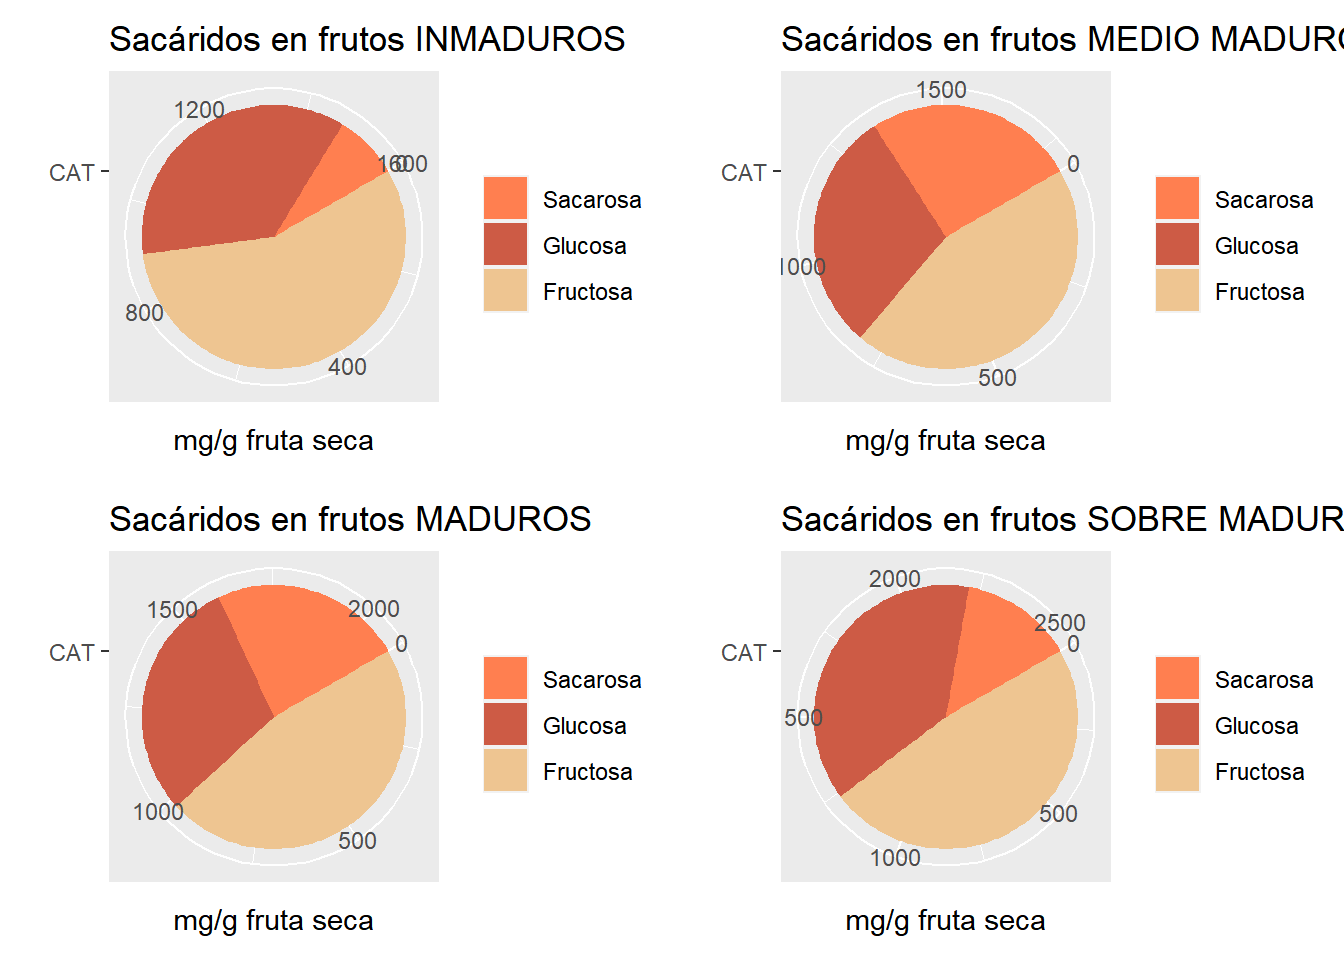 Sacáridos en frutos INMADUROS
1200
1600
0
CAT
800
400
Sacarosa
Glucosa
Fructosa
mg/g fruta seca
Sacáridos en frutos MEDIO MADURO
1500
0
CAT
1000
500
Sacarosa
Glucosa
Fructosa
mg/g fruta seca
Sacáridos en frutos MADUROS
1500
2000
0
CAT
1000
500
Sacarosa
Glucosa
Fructosa
mg/g fruta seca
Sacáridos en frutos SOBRE MADUR
2000
2500
0
CAT
500
500
1000
Sacarosa
Glucosa
Fructosa
mg/g fruta seca